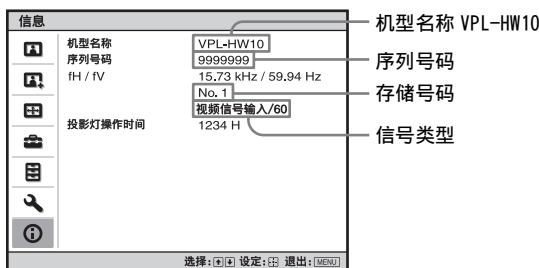 信息
机型名称 VPL-HW10
序列号码 9999999
fH / fV 15.73 kHz / 59.94 Hz
No. 1
视频信号输入/60
投影灯操作时间 1234 H
选择: 设定: 退出: MENU
机型名称 VPL-HW10
序列号码
存储号码
信号类型